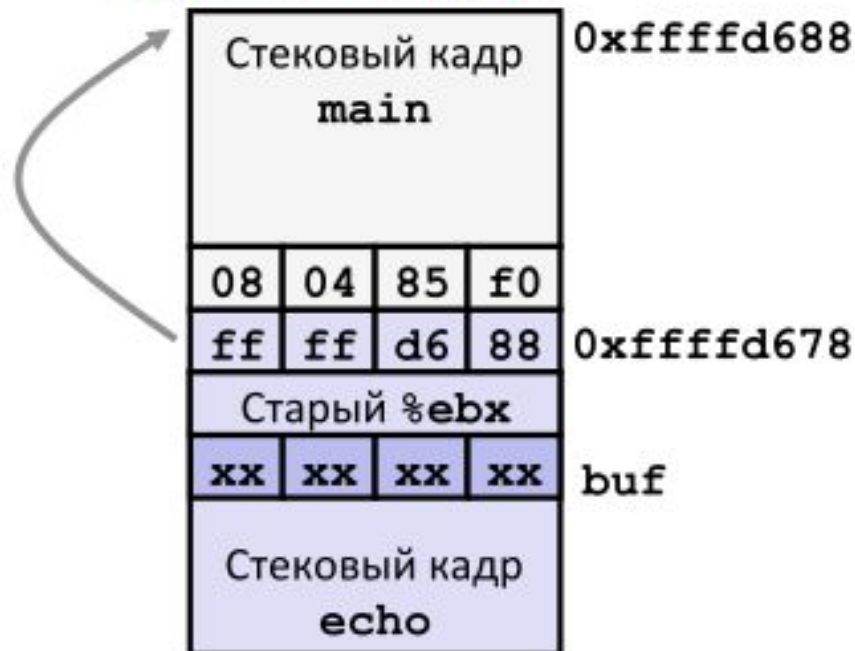 Стековый кадр 0xffffd688
main
08 04 85 f0
ff ff d6 88 0xffffd678
Старый %ebx
xx xx xx xx buf
Стековый кадр
echo